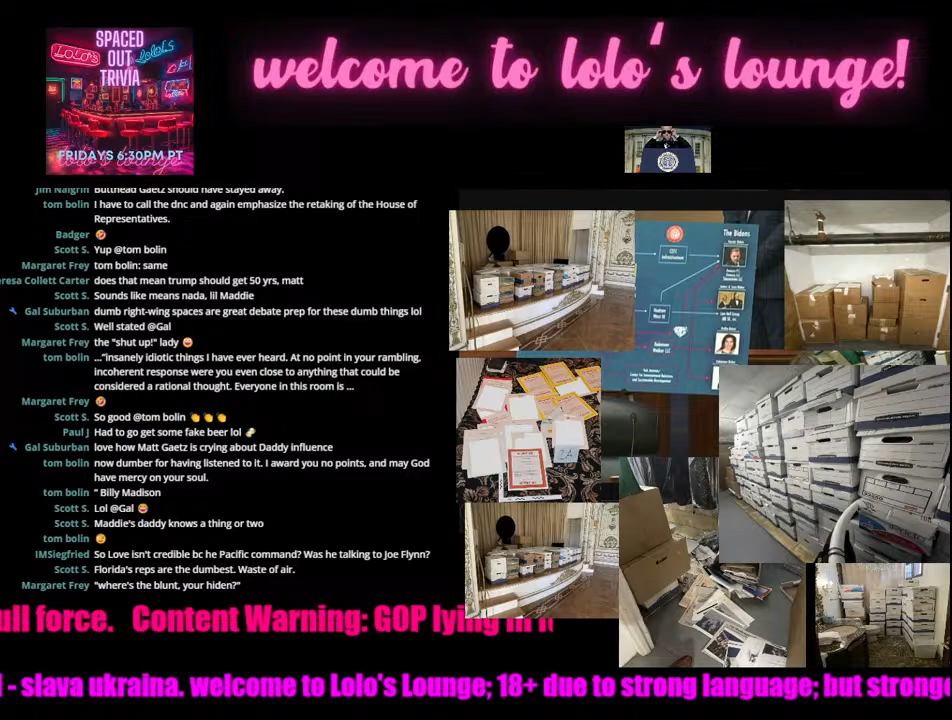 SPACED
OUT
TRIVIA
LOLO'S
FRIDAYS 6:30PM PT
lolo's lounge
welcome to lolo's lounge!
Jim Nalgrin Butthead Gaetz should have stayed away.
tom bolin I have to call the dnc and again emphasize the retaking of the House of
Representatives.
Badger 🤣
Scott S. Yup @tom bolin
Margaret Frey tom bolin: same
eresa Collett Carter does that mean trump should get 50 yrs, matt
Scott S. Sounds like means nada, lil Maddie
Gal Suburban dumb right-wing spaces are great debate prep for these dumb things lol
Scott S. Well stated @Gal
Margaret Frey the "shut up!" lady 😄
tom bolin ..."insanely idiotic things I have ever heard. At no point in your rambling,
incoherent response were you even close to anything that could be
considered a rational thought. Everyone in this room is ...
Margaret Frey 🤣
Scott S. So good @tom bolin 👏👏👏
Paul J Had to go get some fake beer lol
Gal Suburban love how Matt Gaetz is crying about Daddy influence
tom bolin now dumber for having listened to it. I award you no points, and may God
have mercy on your soul.
tom bolin " Billy Madison
Scott S. Lol @Gal 😂
Scott S. Maddie's daddy knows a thing or two
tom bolin
IMSiegfried So Love isn't credible bc he Pacific command? Was he talking to Joe Flynn?
Scott S. Florida's reps are the dumbest. Waste of air.
Margaret Frey "where's the blunt, your hiden?"
The Bidens
2A
ull force. Content Warning: GOP lying in
- slava ukraina. welcome to Lolo's Lounge; 18+ due to strong language; but strong